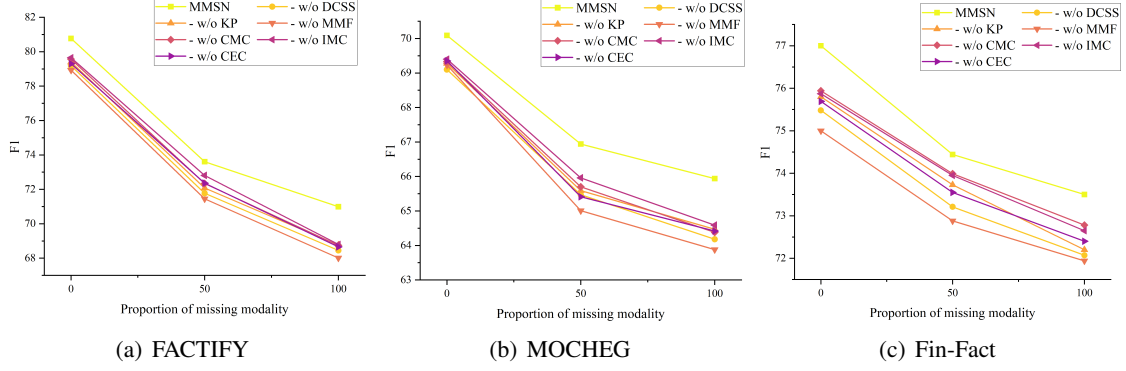 MMSN
- w/o DCSS
- w/o KP
- w/o MMF
- w/o CMC
- w/o IMC
- w/o CEC
F1
84
82
80
78
76
74
72
70
68
0
50
100
Proportion of missing modality
(a) FACTIFY
MMSN
- w/o DCSS
- w/o KP
- w/o MMF
- w/o CMC
- w/o IMC
- w/o CEC
F1
71
70
69
68
67
66
65
64
63
0
50
100
Proportion of missing modality
(b) MOCHEG
MMSN
- w/o DCSS
- w/o KP
- w/o MMF
- w/o CMC
- w/o IMC
- w/o CEC
F1
77
76
75
74
73
72
0
50
100
Proportion of missing modality
(c) Fin-Fact